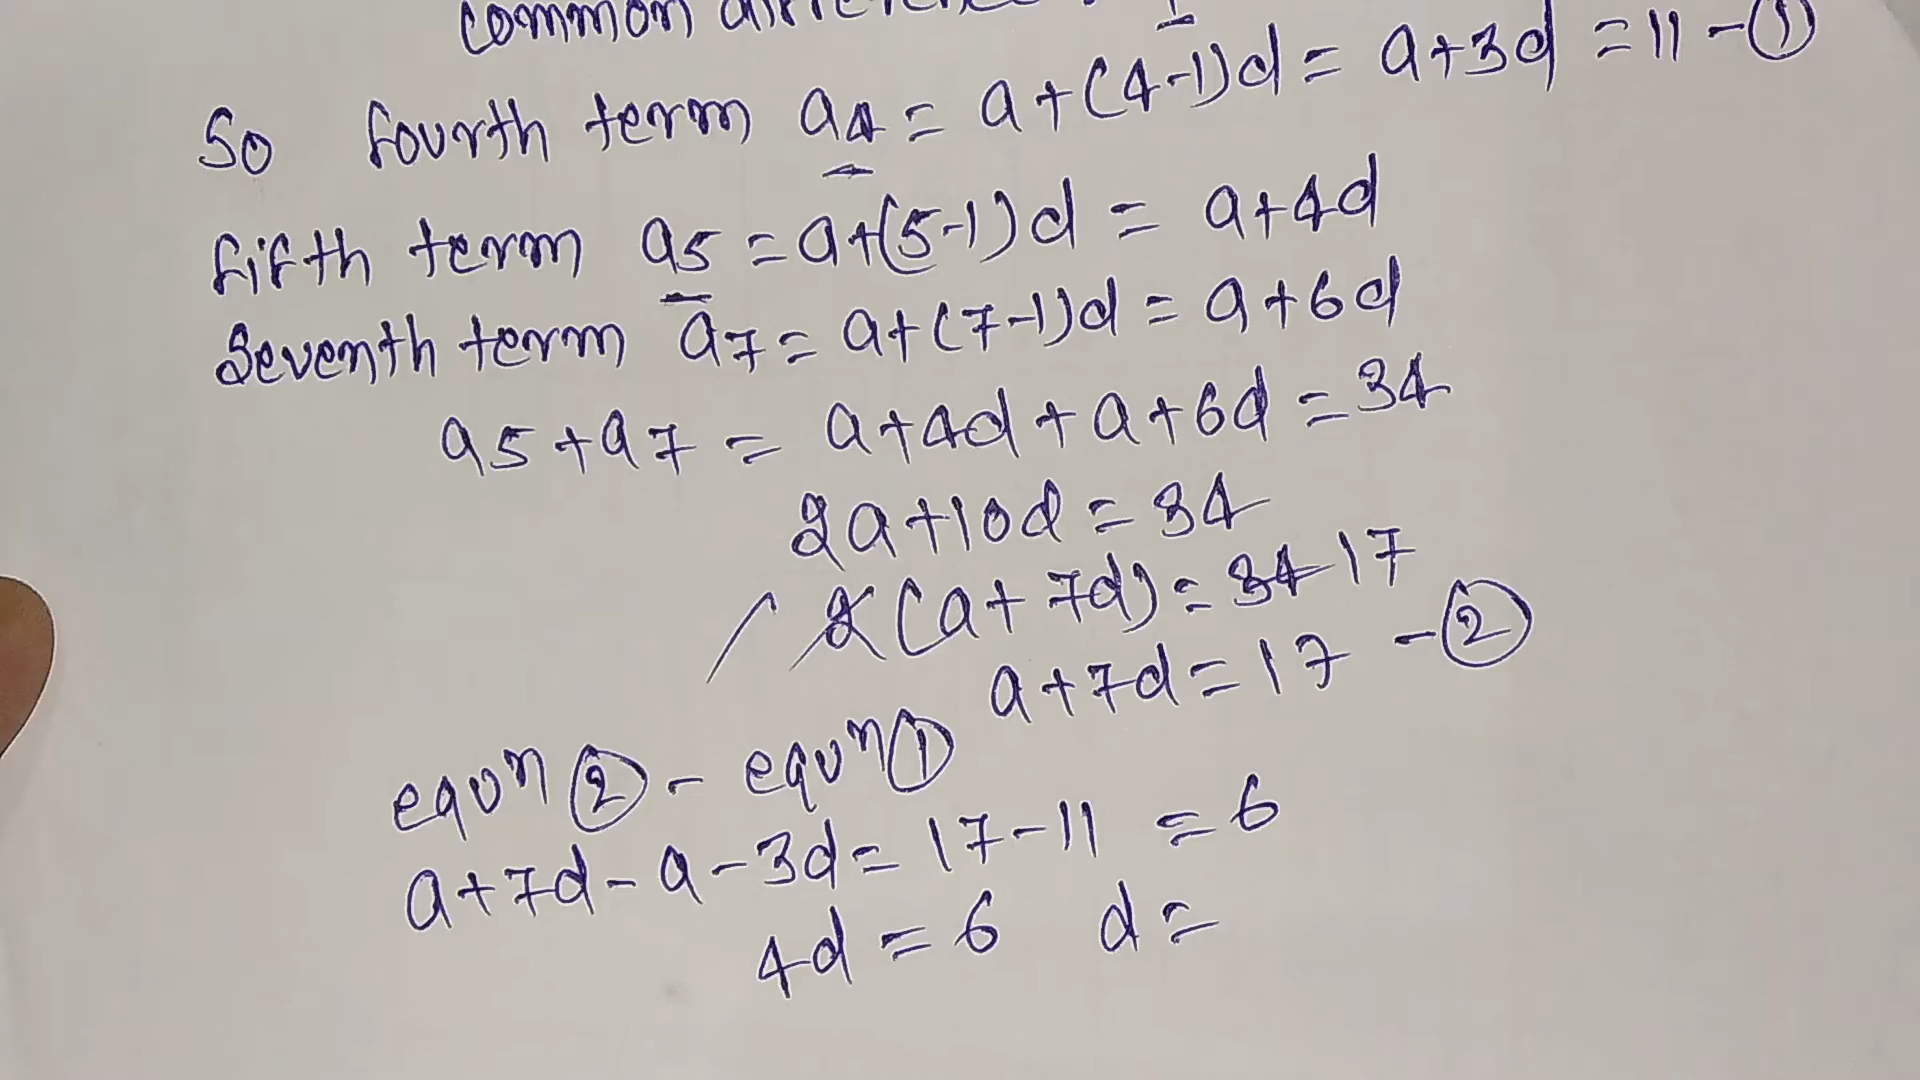 common difference
So fourth term a4 = a+(4-1)d = a+3d = 11 - ①
fifth term a5 = a+(5-1)d = a+4d
Seventh term a7 = a+(7-1)d = a+6d
a5+a7 = a+4d+a+6d = 34
2a+10d = 34
2(a+7d) = 34 17
a+7d = 17 - ②
equn ② - equn ①
a+7d-a-3d = 17-11 = 6
4d = 6 d =